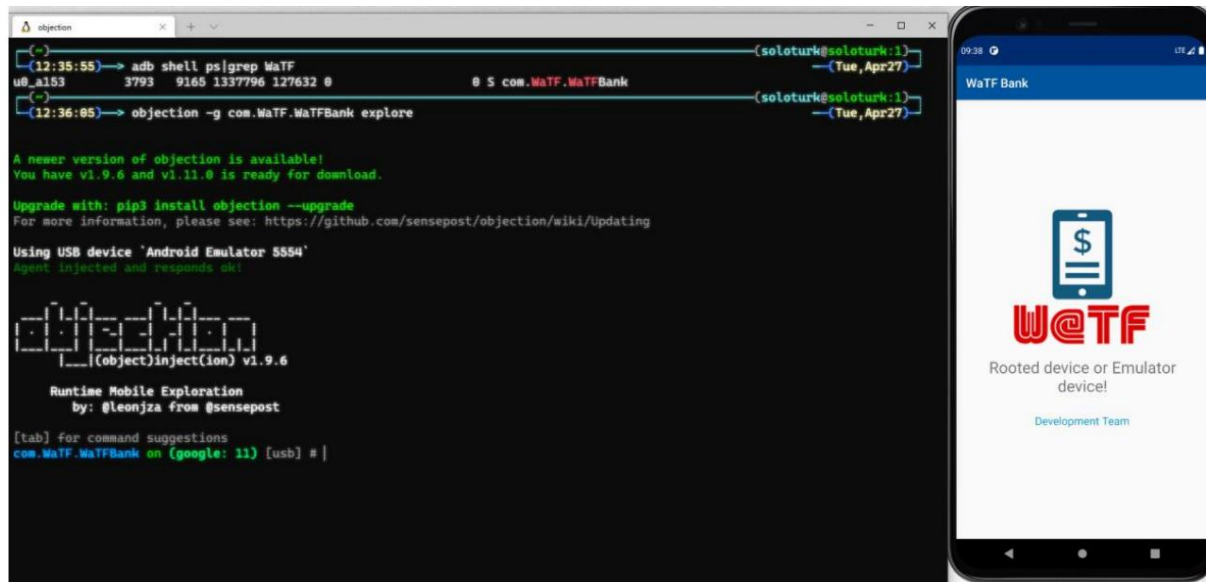 objection
(~) (soloturk@soloturk:1)
(12:35:55)—> adb shell ps|grep WaTF (Tue,Apr27)
u0_a153 3793 9165 1337796 127632 0 0 S com.WaTF.WaTFBank
(~) (soloturk@soloturk:1)
(12:36:05)—> objection -g com.WaTF.WaTFBank explore (Tue,Apr27)
A newer version of objection is available!
You have v1.9.6 and v1.11.0 is ready for download.
Upgrade with: pip3 install objection --upgrade
For more information, please see: https://github.com/sensepost/objection/wiki/Updating
Using USB device `Android Emulator 5554`
Agent injected and responds ok!
objection
|___|(object)inject(ion) v1.9.6
Runtime Mobile Exploration
by: @leonjza from @sensepost
[tab] for command suggestions
com.WaTF.WaTFBank on (google: 11) [usb] #
09:38 LTE
WaTF Bank
$
W@TF
Rooted device or Emulator
device!
Development Team